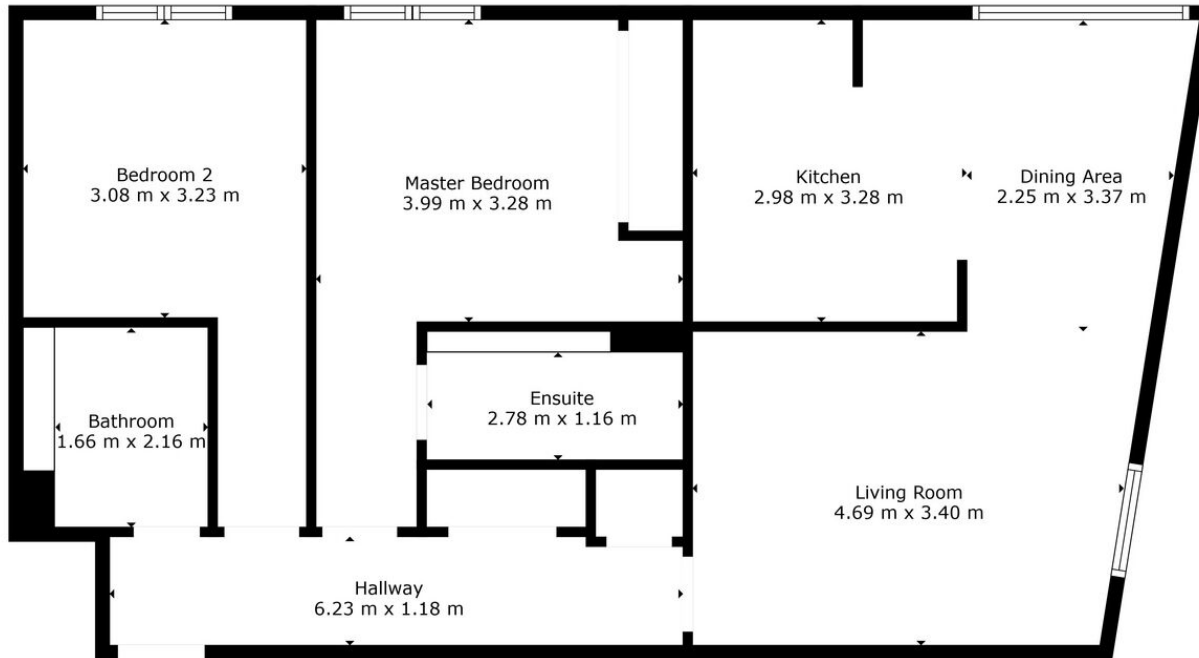 Bedroom 2
3.08 m x 3.23 m
Master Bedroom
3.99 m x 3.28 m
Kitchen
2.98 m x 3.28 m
Dining Area
2.25 m x 3.37 m
Bathroom
1.66 m x 2.16 m
Ensuite
2.78 m x 1.16 m
Living Room
4.69 m x 3.40 m
Hallway
6.23 m x 1.18 m